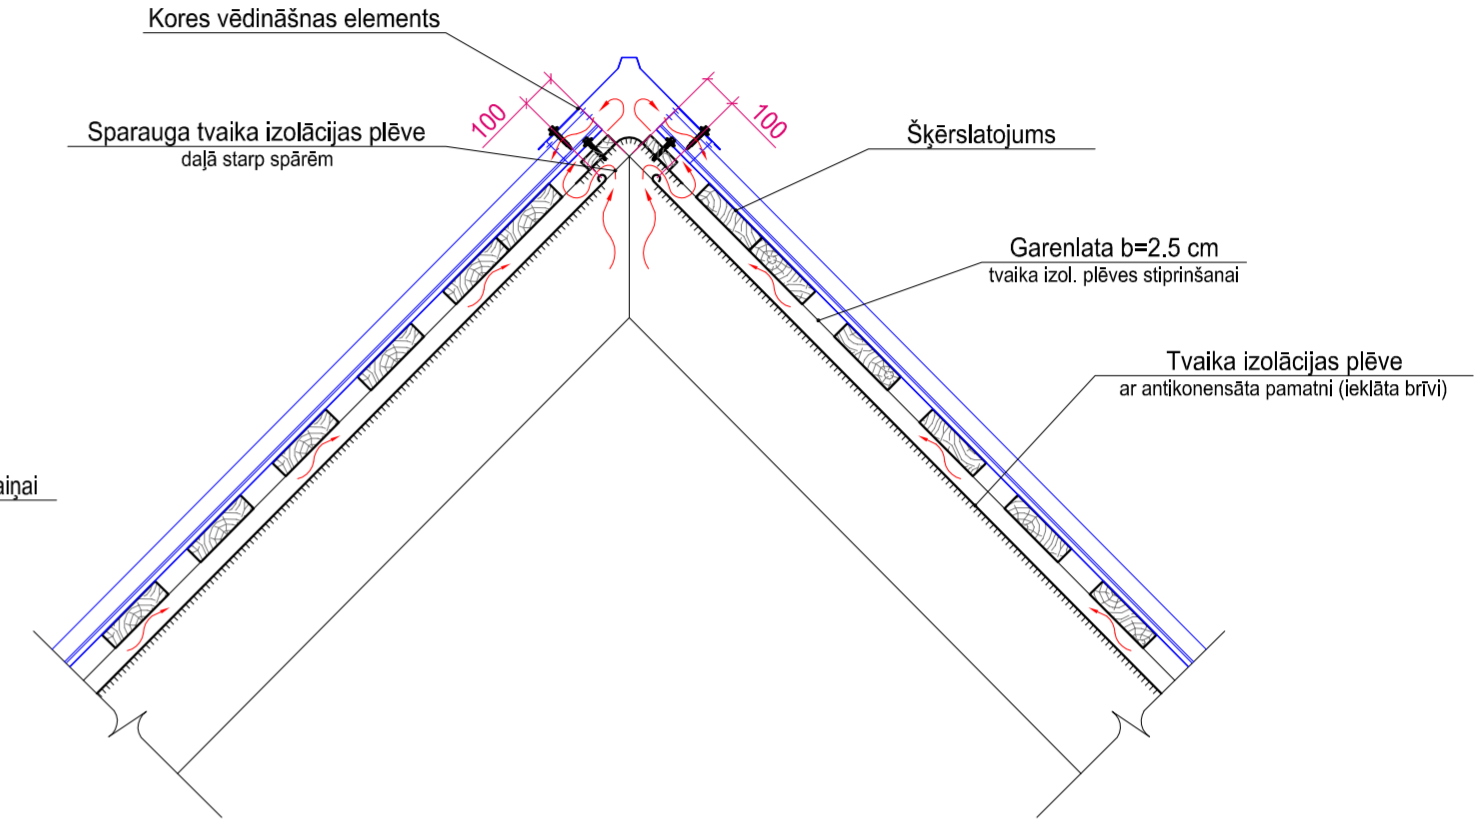 Kores vēdināšnas elements
100
100
Sparauga tvaika izolācijas plēve
daļā starp spārēm
Šķērslatojums
Garenlata b=2.5 cm
tvaika izol. plēves stiprinšanai
Tvaika izolācijas plēve
ar antikonensāta pamatni (ieklāta brīvi)
aiņai